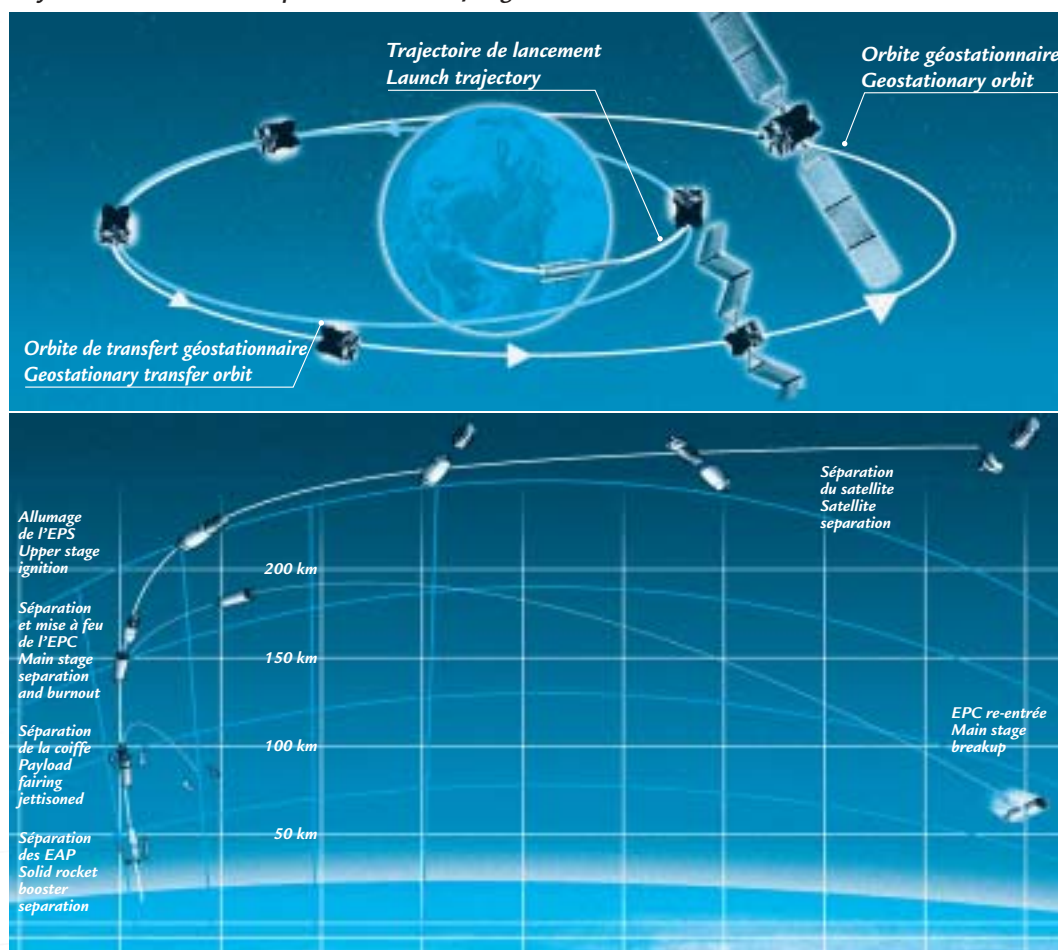 Trajectoire de lancement
Launch trajectory
Orbite géostationnaire
Geostationary orbit
Orbite de transfert géostationnaire
Geostationary transfer orbit
Séparation
du satellite
Satellite
separation
Allumage
de l'EPS
Upper stage
ignition
200 km
Séparation
et mise à feu
de l'EPC
Main stage
separation
and burnout
150 km
Séparation
de la coiffe
Payload
fairing
jettisoned
100 km
EPC re-entrée
Main stage
breakup
50 km
Séparation
des EAP
Solid rocket
booster
separation